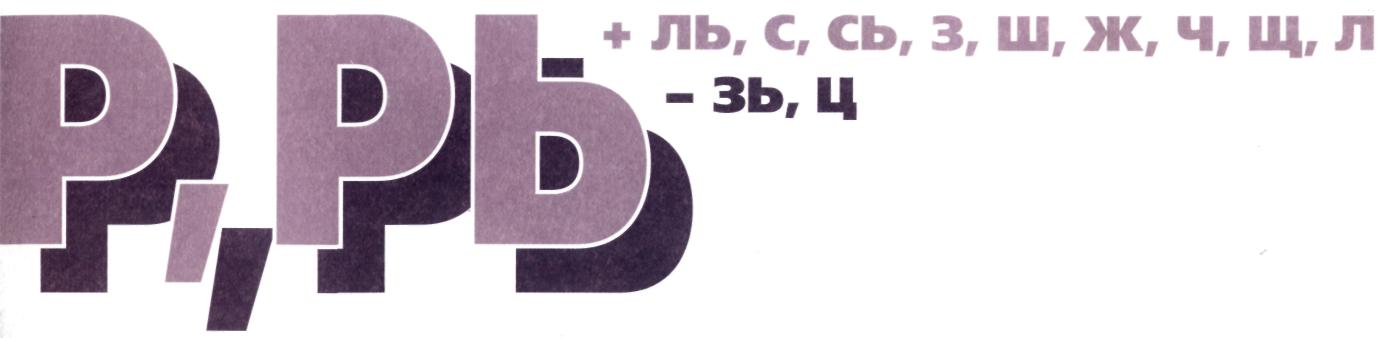 Р, РЬ
+ ЛЬ, С, СЬ, З, Ш, Ж, Ч, Щ, Л
– ЗЬ, Ц